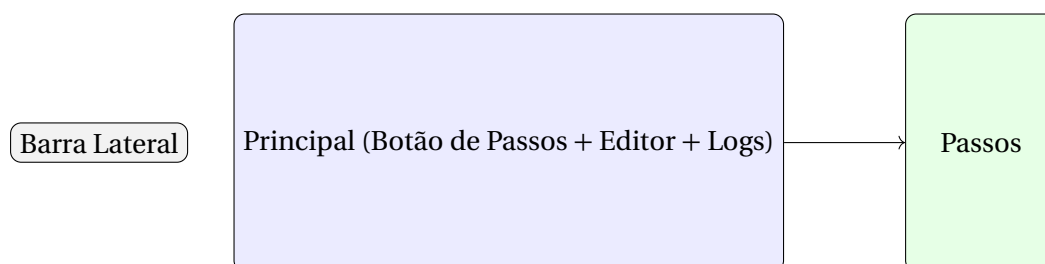 Barra Lateral
Principal (Botão de Passos + Editor + Logs)
Passos